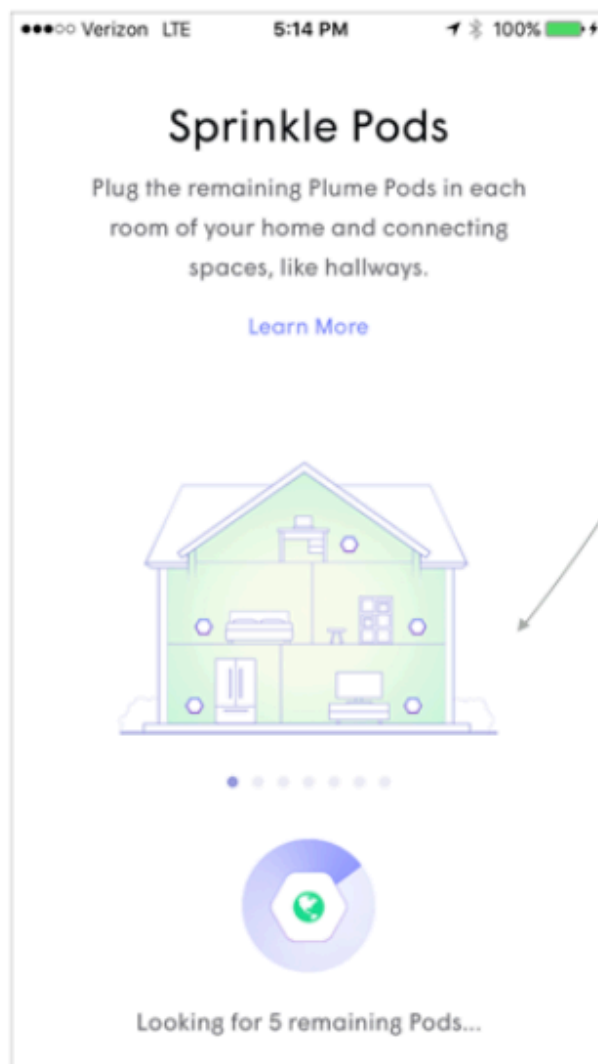 Verizon LTE 5:14 PM 100%
Sprinkle Pods
Plug the remaining Plume Pods in each
room of your home and connecting
spaces, like hallways.
Learn More
Looking for 5 remaining Pods...